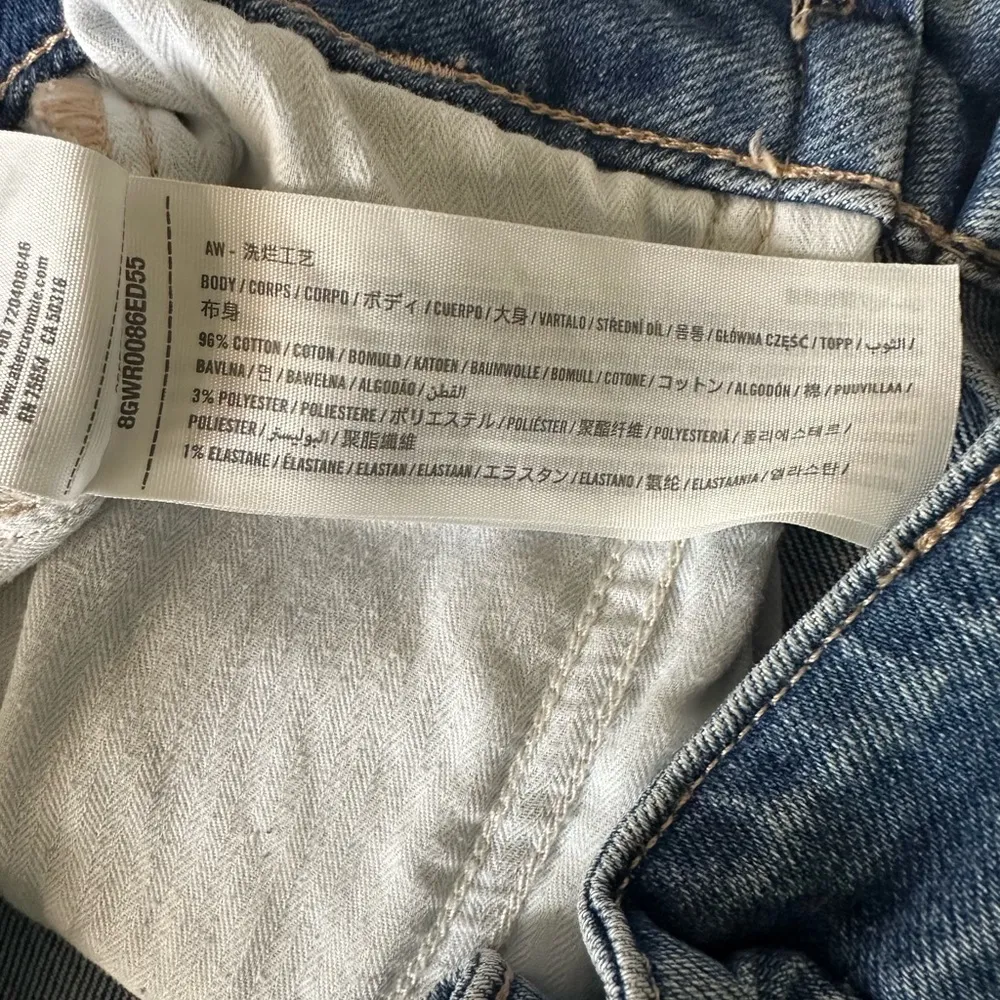 720408846
www.abercrombie.com
RN 75654 CA 50316
8GWR0086ED55
AW - 洗烂工艺
BODY / CORPS / CORPO / ボディ / CUERPO / 大身 / VARTALO / STŘEDNÍ DÍL / 몸통 / GŁÓWNA CZĘŚĆ / TOPP / الثوب /
布身
96% COTTON / COTON / BOMULD / KATOEN / BAUMWOLLE / BOMULL / COTONE / コットン / ALGODÓN / 棉 / PUUVILLAA /
BAVLNA / 면 / BAWEŁNA / ALGODÃO / القطن
3% POLYESTER / POLIESTERE / ポリエステル / POLIÉSTER / 聚酯纤维 / POLYESTERIÄ / 폴리에스테르 /
POLIESTER / البوليستر / 聚脂纖維
1% ELASTANE / ÉLASTANE / ELASTAN / ELASTAAN / エラスタン / ELASTANO / 氨纶 / ELASTAANIA / 엘라스탄 /